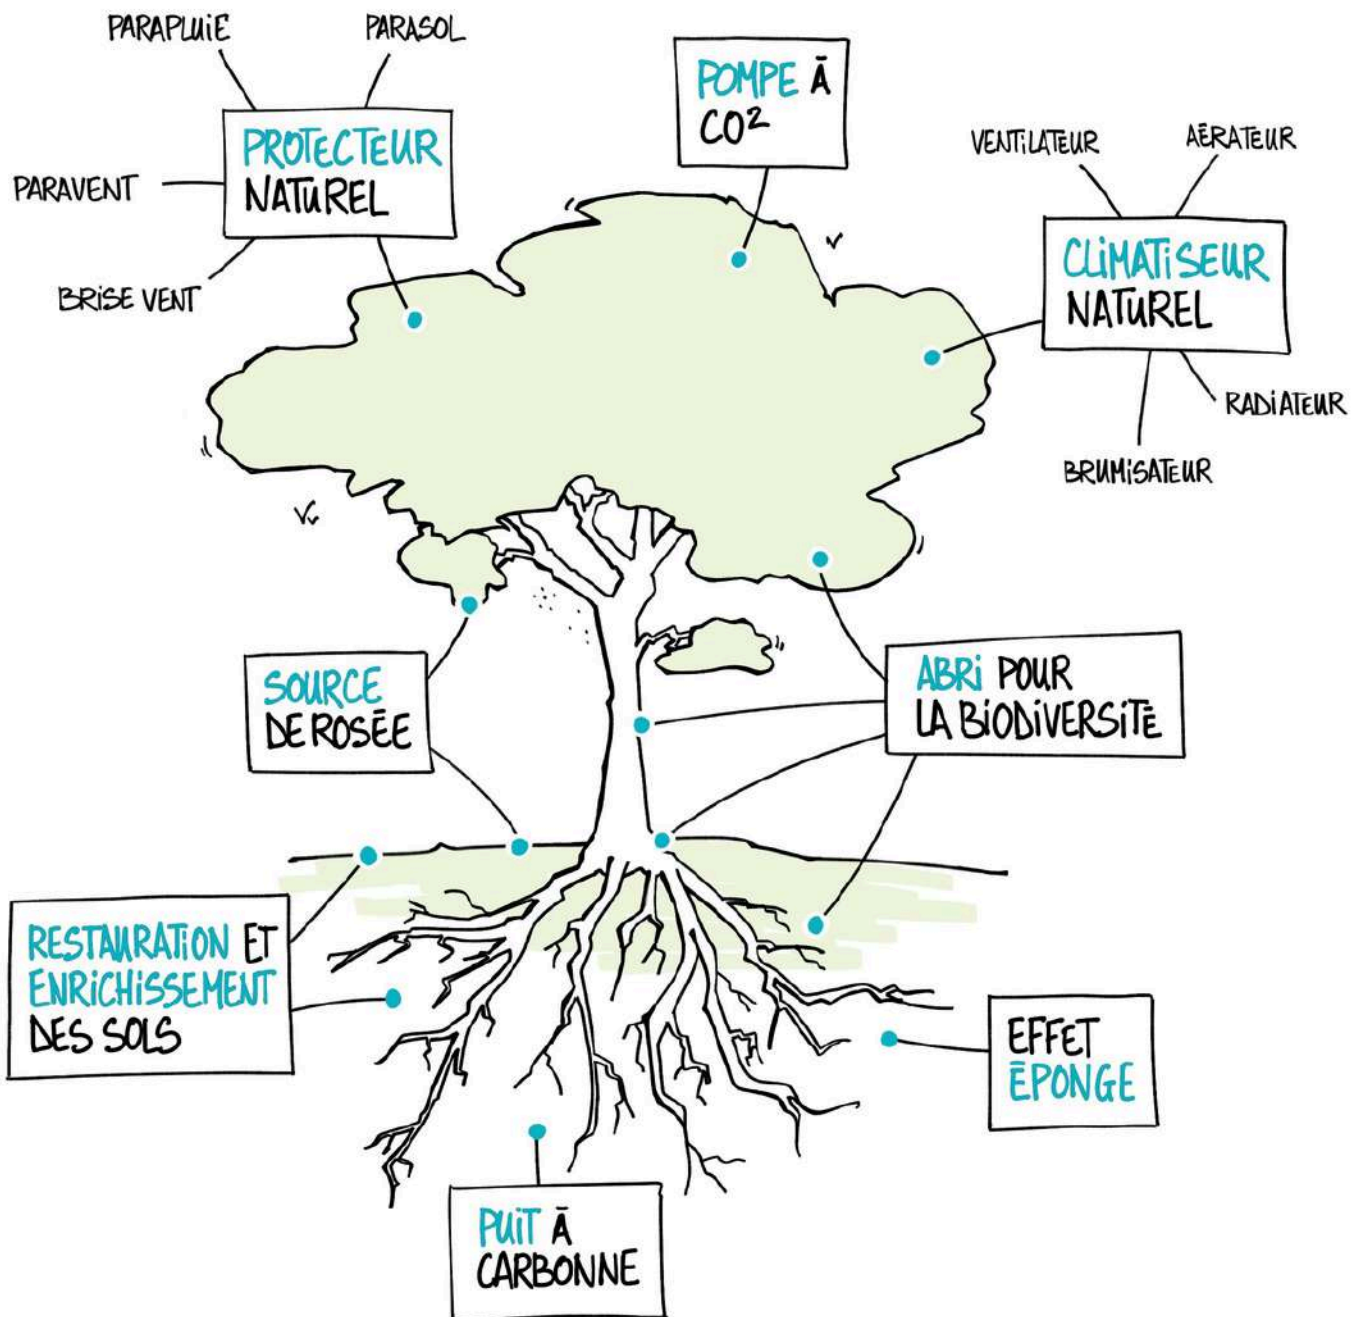 PARAPLUIE
PARASOL
POMPE À
CO²
PROTECTEUR
NATUREL
VENTILATEUR
AÉRATEUR
PARAVENT
CLIMATISEUR
NATUREL
BRISE VENT
RADIATEUR
BRUMISATEUR
SOURCE
DE ROSÉE
ABRI POUR
LA BIODIVERSITÉ
RESTAURATION ET
ENRICHISSEMENT
DES SOLS
EFFET
ÉPONGE
PUIT À
CARBONNE